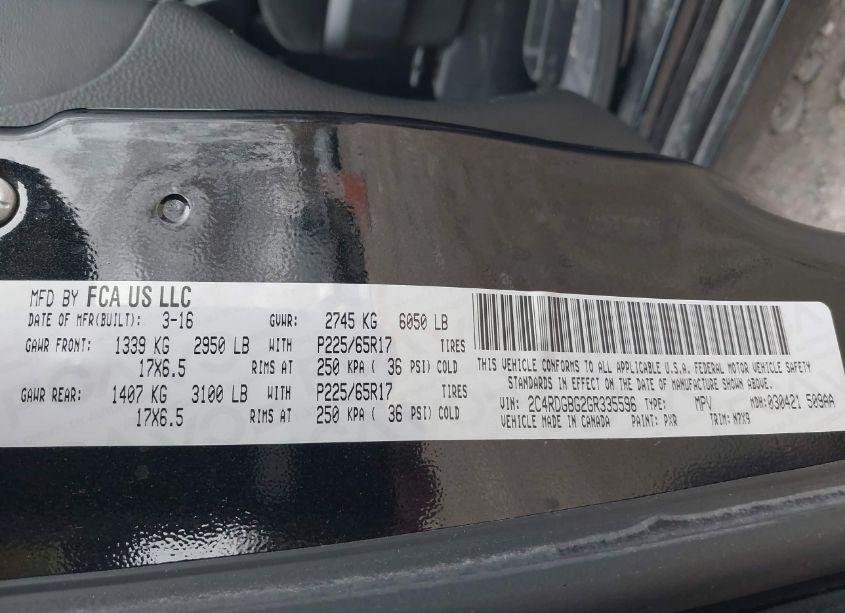 MFD BY FCA US LLC
DATE OF MFR(BUILT): 3-16 GVWR: 2745 KG 6050 LB
GAWR FRONT: 1339 KG 2950 LB WITH P225/65R17 TIRES
17X6.5 RIMS AT 250 KPA ( 36 PSI) COLD
GAWR REAR: 1407 KG 3100 LB WITH P225/65R17 TIRES
17X6.5 RIMS AT 250 KPA ( 36 PSI) COLD
THIS VEHICLE CONFORMS TO ALL APPLICABLE U.S.A. FEDERAL MOTOR VEHICLE SAFETY
STANDARDS IN EFFECT ON THE DATE OF MANUFACTURE SHOWN ABOVE.
VIN: 2C4RDGBG2GR335596 TYPE: MPV MDH: 030421 509AA
VEHICLE MADE IN CANADA PAINT: PXR TRIM: N7X9